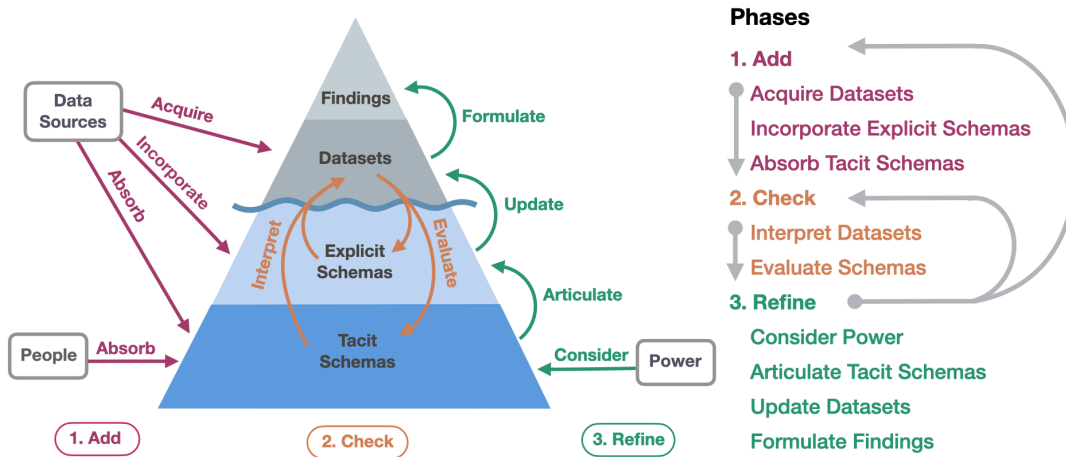 Data
Sources
Acquire
Incorporate
Absorb
People
Absorb
Findings
Datasets
Interpret
Evaluate
Explicit
Schemas
Tacit
Schemas
Formulate
Update
Articulate
Consider
Power
1. Add
2. Check
3. Refine
Phases
1. Add
Acquire Datasets
Incorporate Explicit Schemas
Absorb Tacit Schemas
2. Check
Interpret Datasets
Evaluate Schemas
3. Refine
Consider Power
Articulate Tacit Schemas
Update Datasets
Formulate Findings